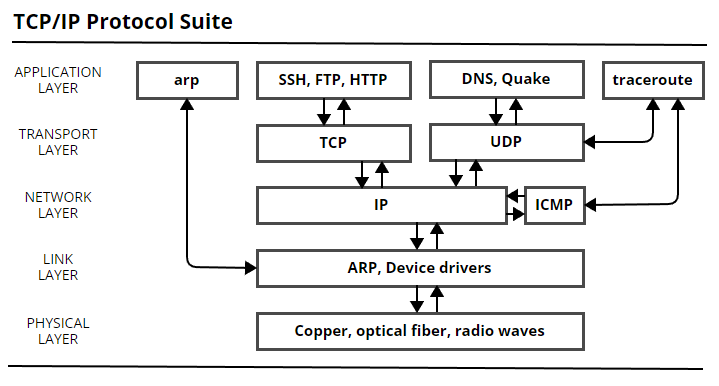 TCP/IP Protocol Suite
APPLICATION
LAYER
arp
SSH, FTP, HTTP
DNS, Quake
traceroute
TRANSPORT
LAYER
TCP
UDP
NETWORK
LAYER
IP
ICMP
LINK
LAYER
ARP, Device drivers
PHYSICAL
LAYER
Copper, optical fiber, radio waves